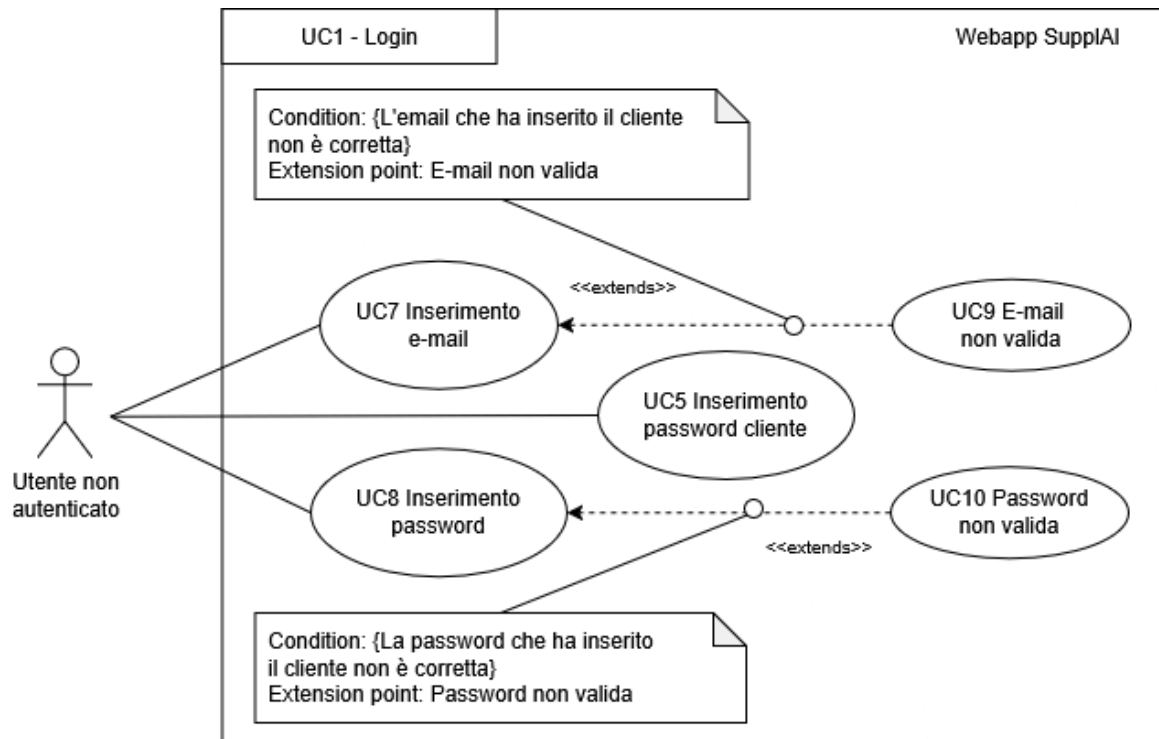 UC1 - Login
Webapp SupplAI
Condition: {L'email che ha inserito il cliente
non è corretta}
Extension point: E-mail non valida
<<extends>>
UC7 Inserimento
e-mail
UC9 E-mail
non valida
UC5 Inserimento
password cliente
Utente non
autenticato
UC8 Inserimento
password
UC10 Password
non valida
<<extends>>
Condition: {La password che ha inserito
il cliente non è corretta}
Extension point: Password non valida